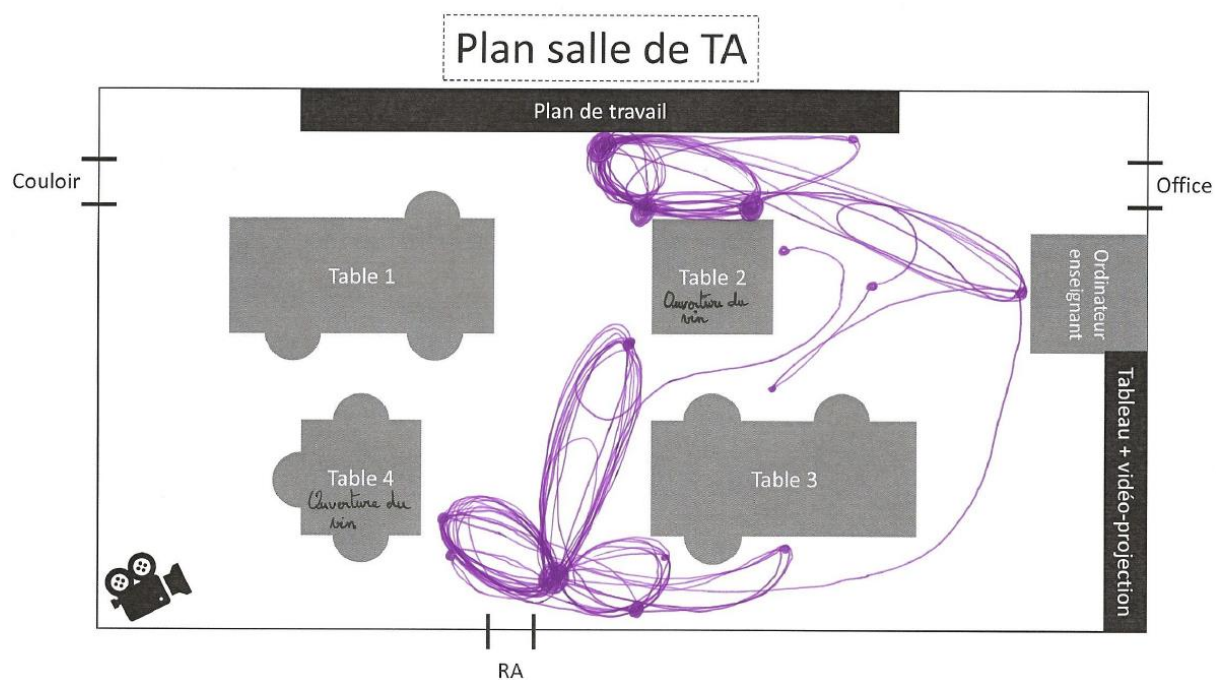 Plan salle de TA
Plan de travail
Couloir
Office
Table 1
Table 2
Ouverture du
vin
Ordinateur
enseignant
Table 4
Ouverture du
vin
Table 3
Tableau + vidéo-projection
RA